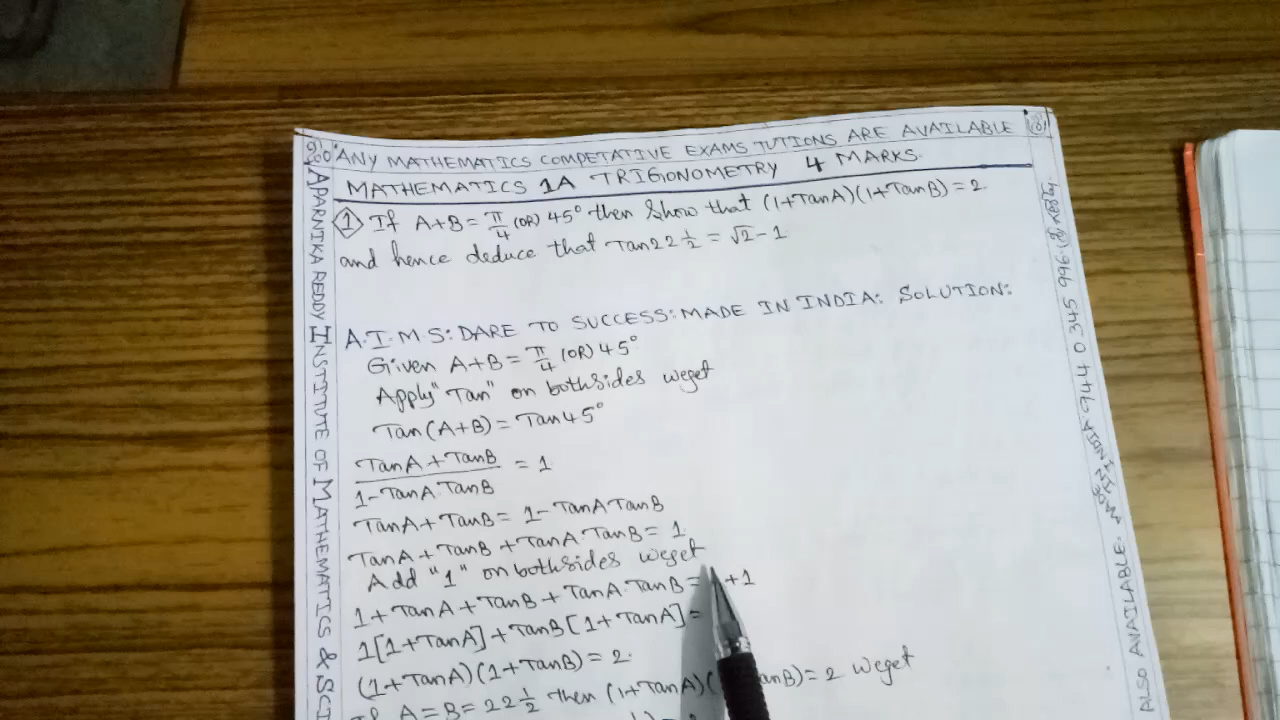 ANY MATHEMATICS COMPETATIVE EXAMS TUTIONS ARE AVAILABLE
MATHEMATICS 1A TRIGIONOMETRY 4 MARKS.
1 If A+B = π/4 (OR) 45° then show that (1+TanA)(1+TanB) = 2
and hence deduce that Tan22 1/2 = √2 - 1
A.I.M.S: DARE TO SUCCESS: MADE IN INDIA: SOLUTION:
Given A+B = π/4 (OR) 45°
Apply "Tan" on bothsides weget
Tan(A+B) = Tan45°
TanA + TanB / 1-TanA.TanB = 1
TanA + TanB = 1 - TanA TanB
TanA + TanB + TanA.TanB = 1
Add "1" on bothsides weget
1 + TanA + TanB + TanA.TanB = +1
1[1+TanA] + TanB[1+TanA] =
(1+TanA)(1+TanB) = 2.
A = B = 22 1/2 then (1+TanA)( anB) = 2 weget
APARNIKA REDDY INSTITUTE OF MATHEMATICS & SCI
ALSO AVAILABLE: